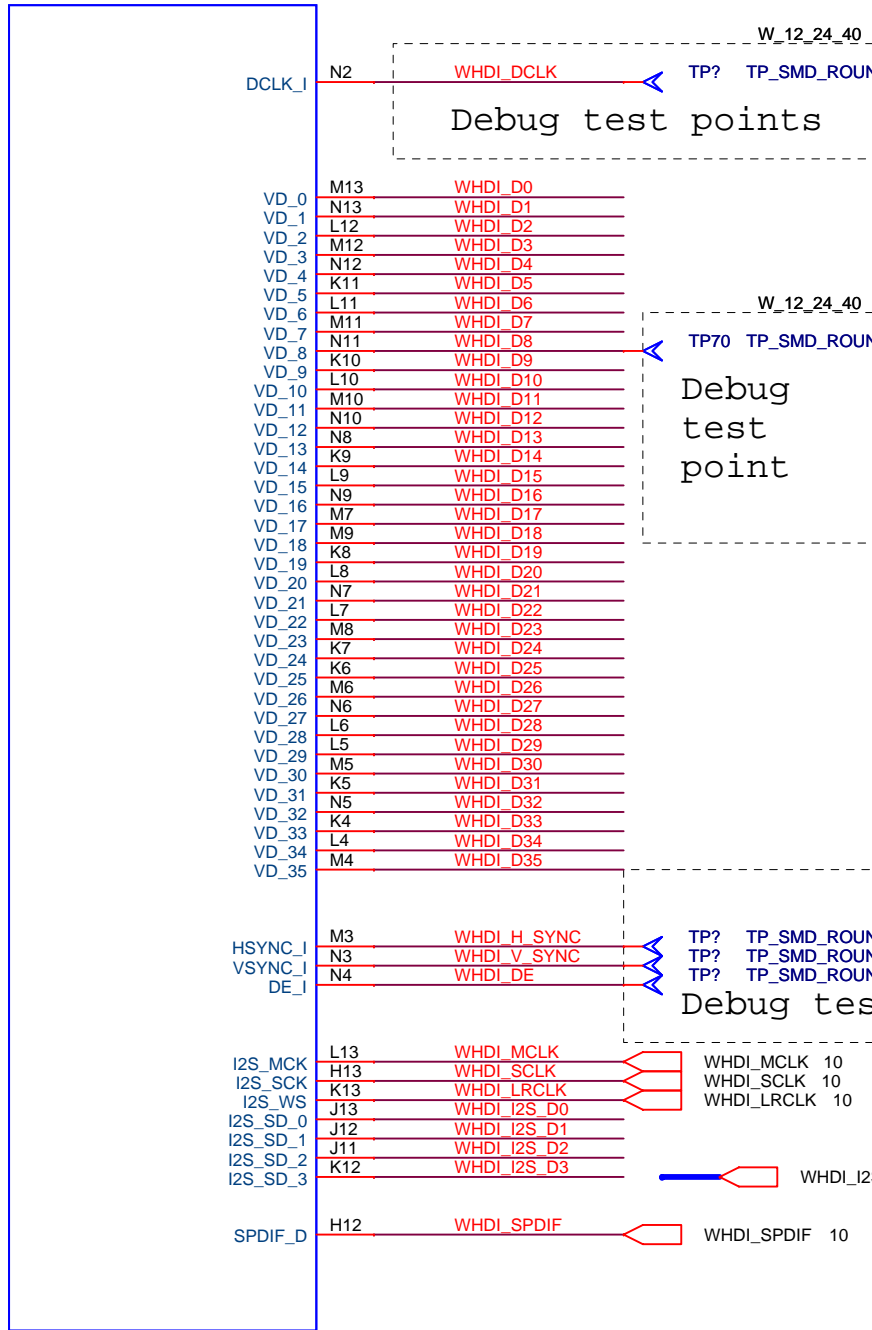 W_12_24_40
DCLK_I N2 WHDI_DCLK TP? TP_SMD_ROUN
Debug test points
VD_0 M13 WHDI_D0
VD_1 N13 WHDI_D1
VD_2 L12 WHDI_D2
VD_3 M12 WHDI_D3
VD_4 N12 WHDI_D4
VD_5 K11 WHDI_D5
VD_6 L11 WHDI_D6
W_12_24_40
VD_7 M11 WHDI_D7
VD_8 N11 WHDI_D8 TP70 TP_SMD_ROUN
VD_9 K10 WHDI_D9
VD_10 L10 WHDI_D10
Debug
VD_11 M10 WHDI_D11
VD_12 N10 WHDI_D12
test
VD_13 N8 WHDI_D13
VD_14 K9 WHDI_D14
point
VD_15 L9 WHDI_D15
VD_16 N9 WHDI_D16
VD_17 M7 WHDI_D17
VD_18 M9 WHDI_D18
VD_19 K8 WHDI_D19
VD_20 L8 WHDI_D20
VD_21 N7 WHDI_D21
VD_22 L7 WHDI_D22
VD_23 M8 WHDI_D23
VD_24 K7 WHDI_D24
VD_25 K6 WHDI_D25
VD_26 M6 WHDI_D26
VD_27 N6 WHDI_D27
VD_28 L6 WHDI_D28
VD_29 L5 WHDI_D29
VD_30 M5 WHDI_D30
VD_31 K5 WHDI_D31
VD_32 N5 WHDI_D32
VD_33 K4 WHDI_D33
VD_34 L4 WHDI_D34
VD_35 M4 WHDI_D35
HSYNC_I M3 WHDI_H_SYNC TP? TP_SMD_ROUN
VSYNC_I N3 WHDI_V_SYNC TP? TP_SMD_ROUN
DE_I N4 WHDI_DE TP? TP_SMD_ROUN
Debug tes
I2S_MCK L13 WHDI_MCLK WHDI_MCLK 10
I2S_SCK H13 WHDI_SCLK WHDI_SCLK 10
I2S_WS K13 WHDI_LRCLK WHDI_LRCLK 10
I2S_SD_0 J13 WHDI_I2S_D0
I2S_SD_1 J12 WHDI_I2S_D1
I2S_SD_2 J11 WHDI_I2S_D2
I2S_SD_3 K12 WHDI_I2S_D3 WHDI_I2S
SPDIF_D H12 WHDI_SPDIF WHDI_SPDIF 10